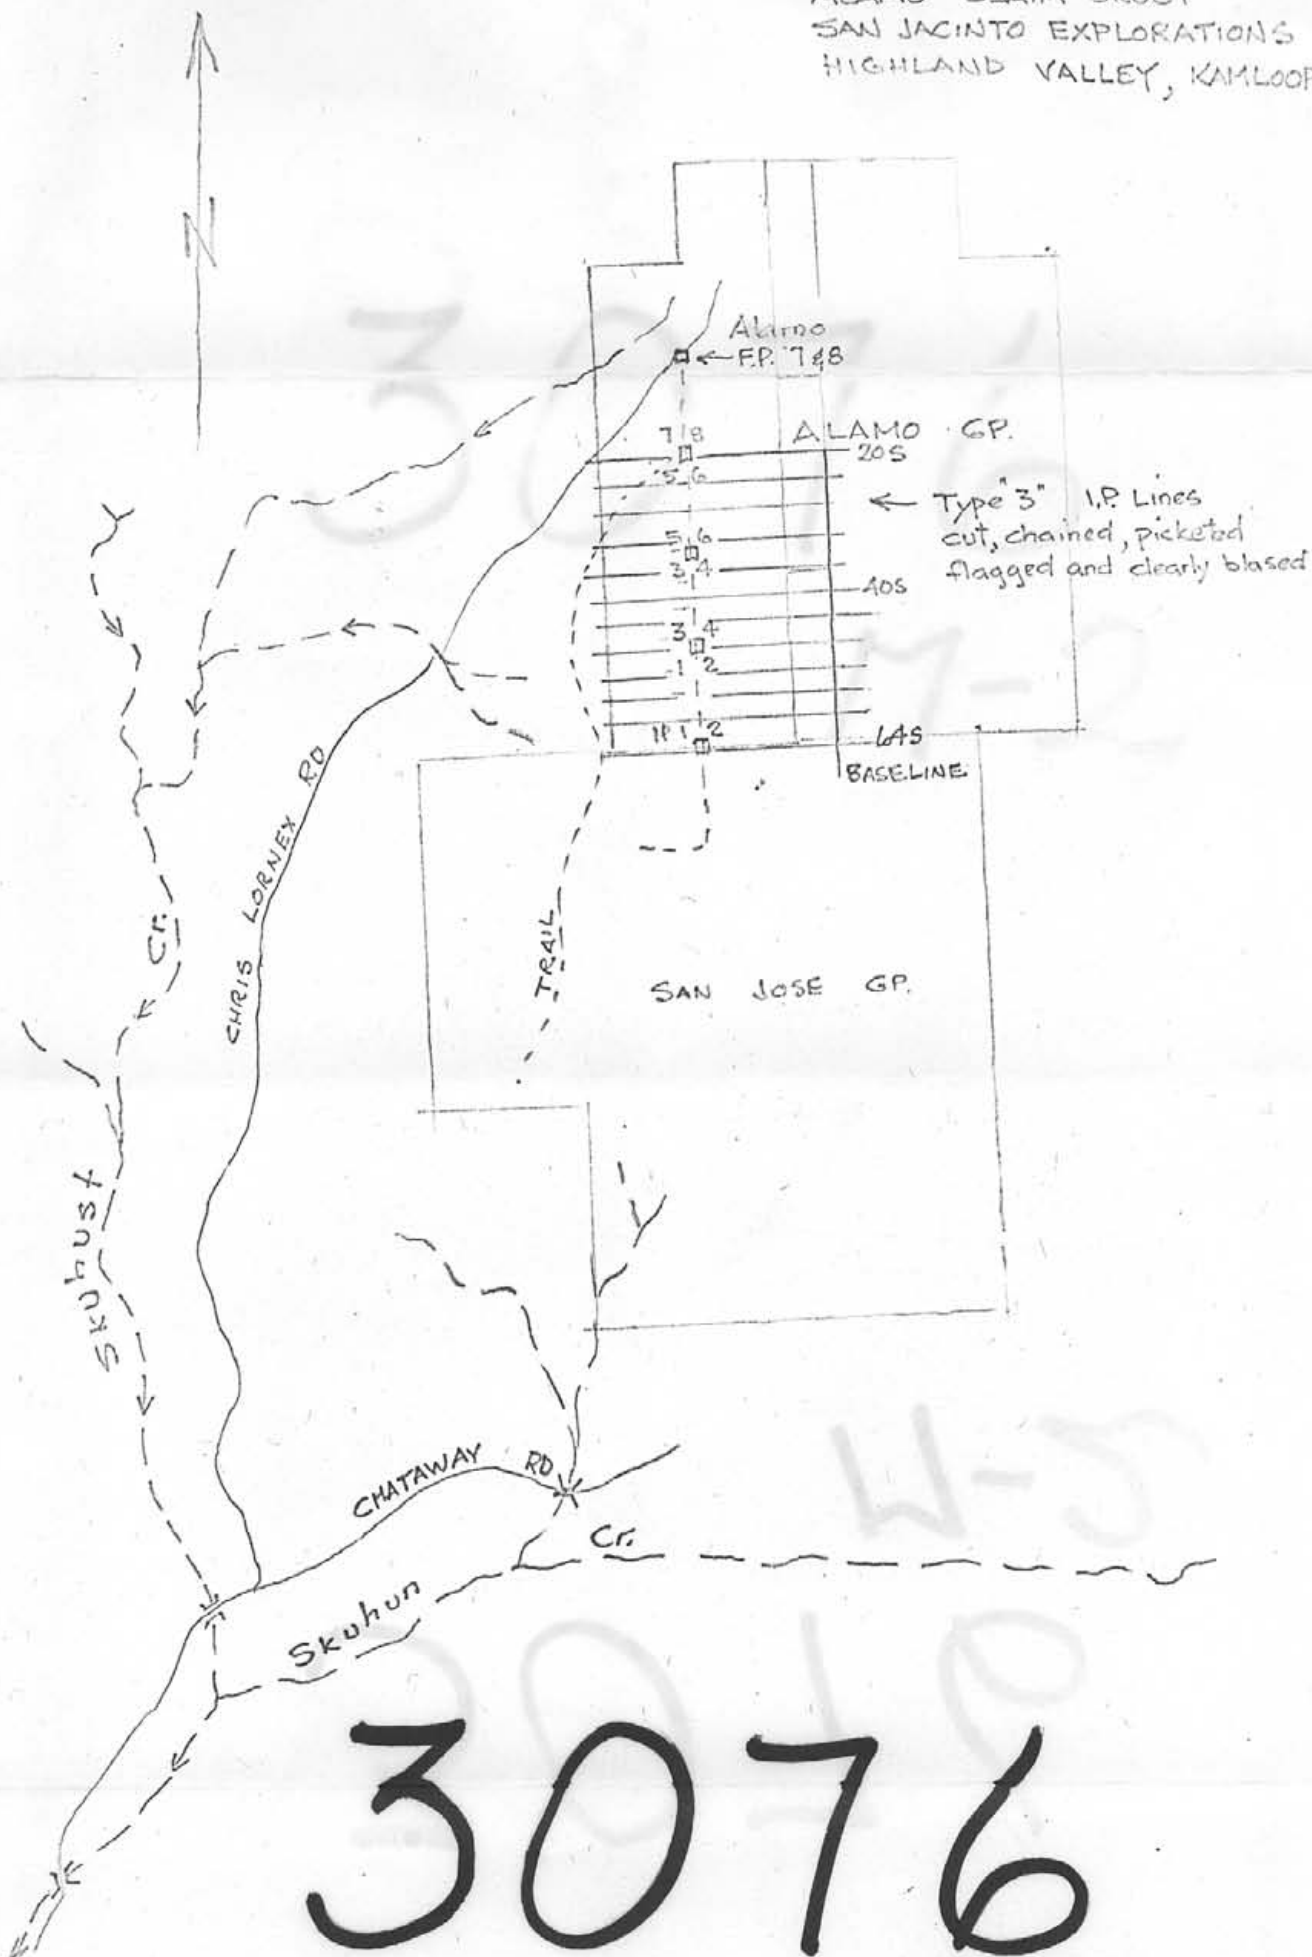 SAN JACINTO EXPLORATIONS
HIGHLAND VALLEY,
N
Alamo
F.P. 7&8
7 8
ALAMO GP.
20S
5 6
Type "3" I.P. Lines
cut, chained, picketed
flagged and clearly blased
5 6
3 4
40S
3 4
1 2
1 2
64S
BASELINE
CHRIS LORNEX RD
Cr.
TRAIL
SAN JOSE GP.
Skuhust
CHATAWAY RD
Cr.
Skuhun
3076